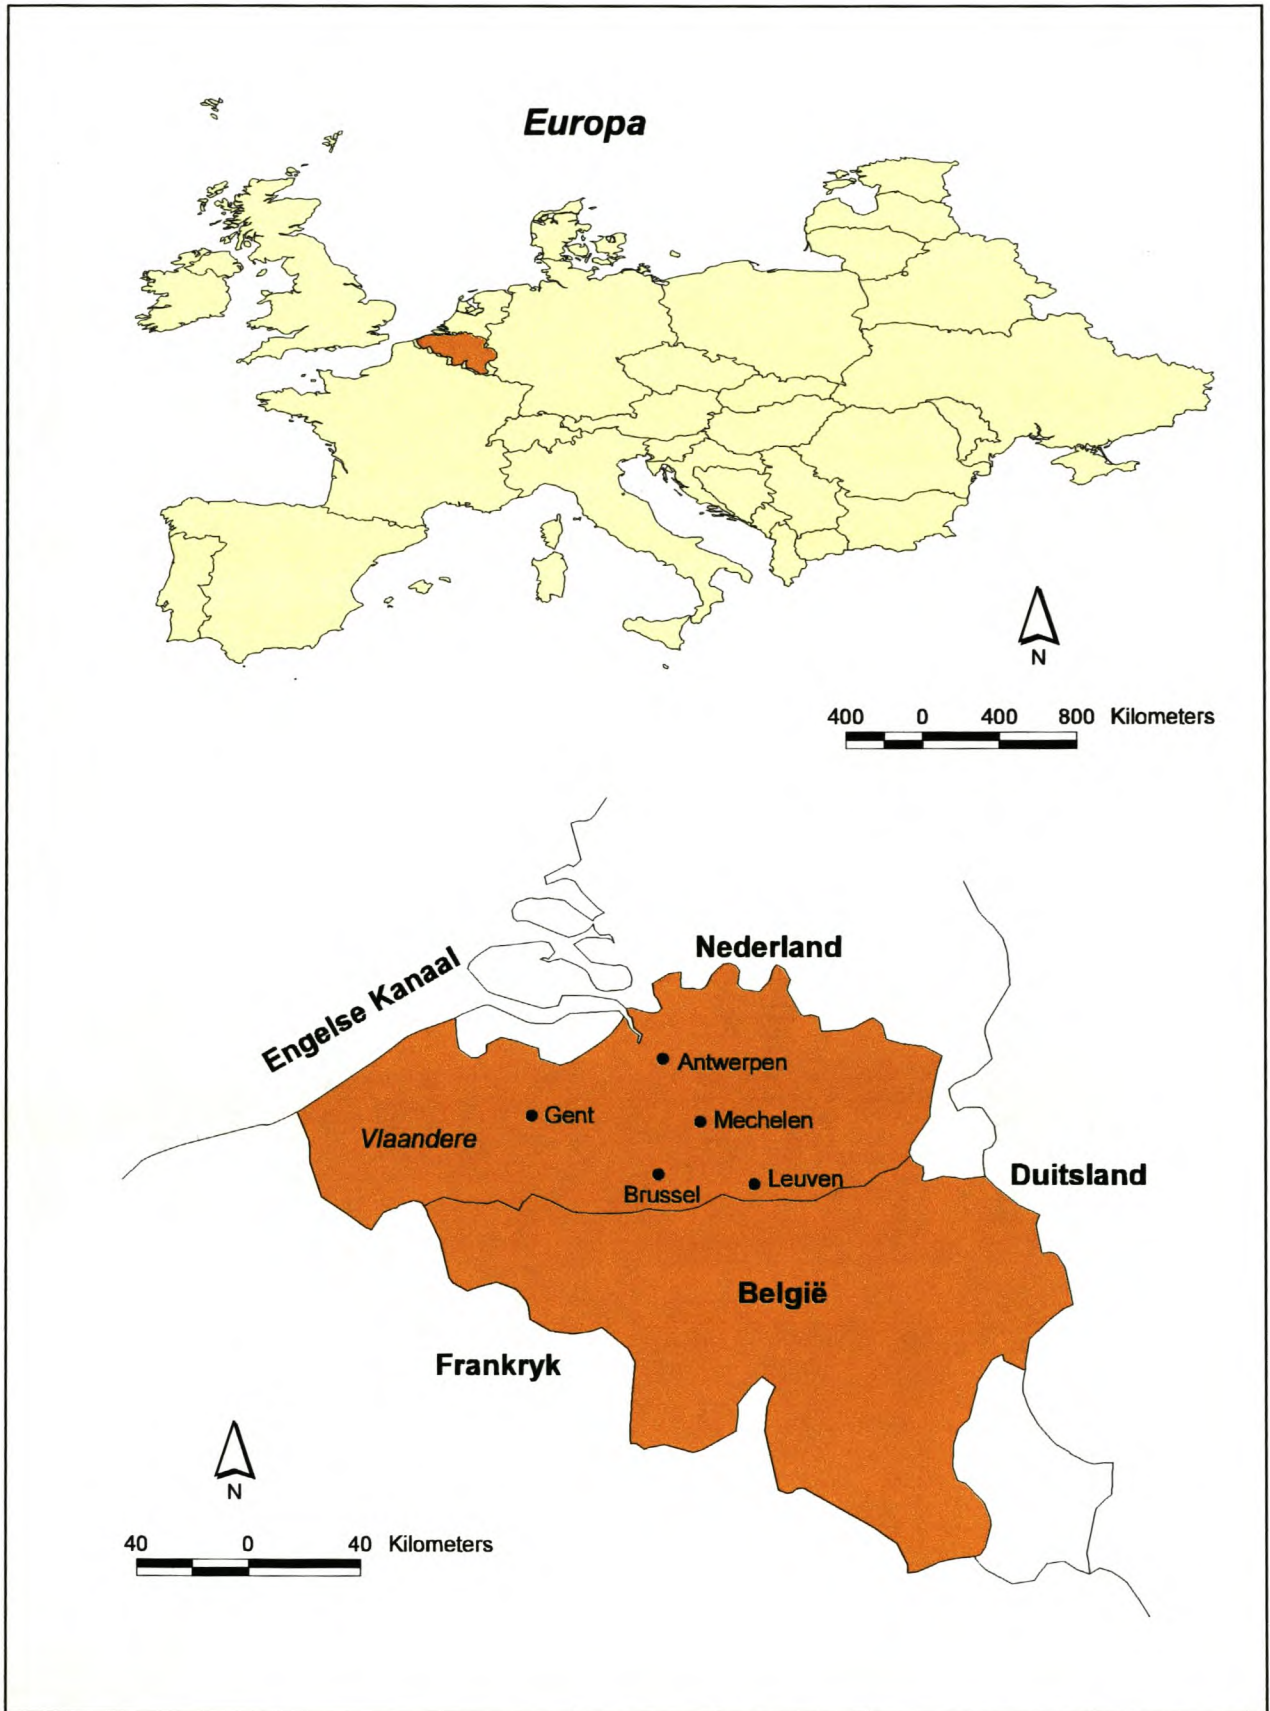 Europa
N
400 0 400 800 Kilometers
Nederland
Engelse Kanaal
Antwerpen
Gent
Mechelen
Vlaandere
Duitsland
Leuven
Brussel
België
Frankryk
N
40 0 40 Kilometers